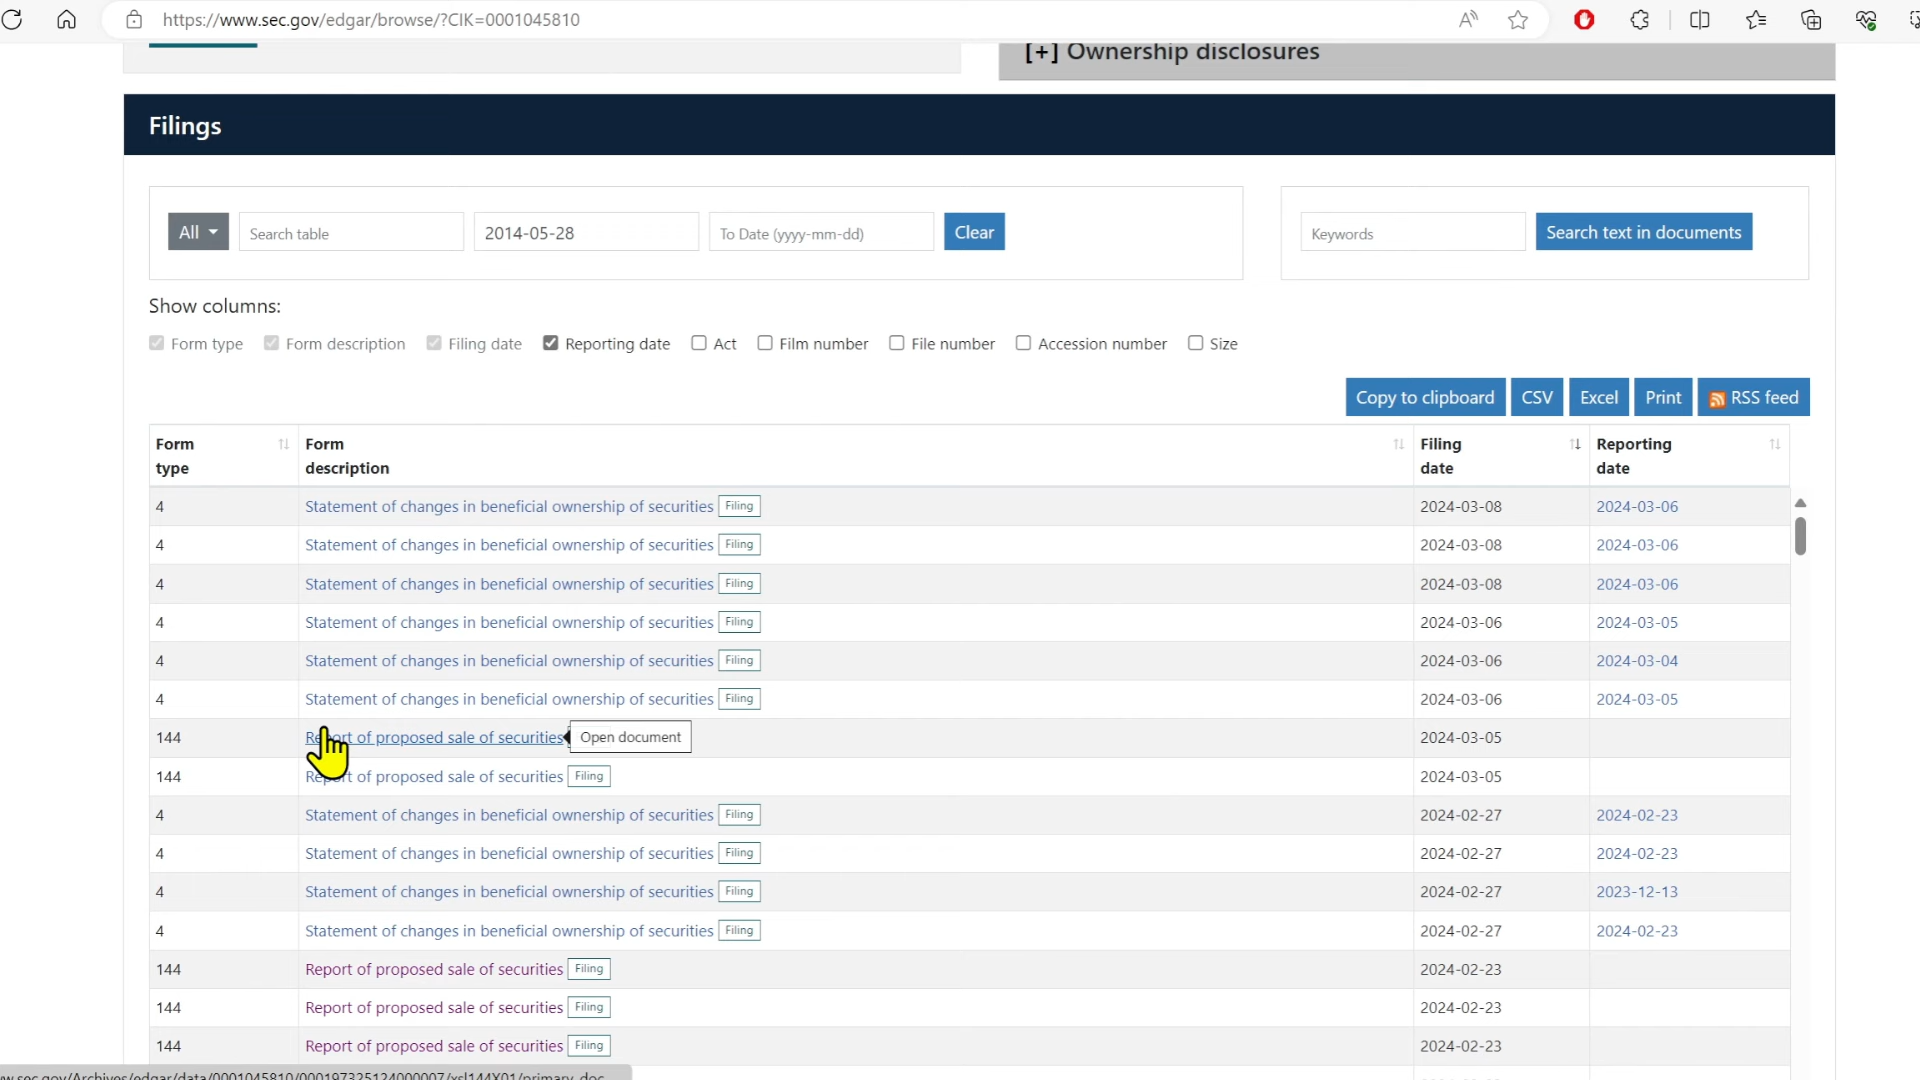 https://www.sec.gov/edgar/browse/?CIK=0001045810
[+] Ownership disclosures
Filings
All Search table 2014-05-28 To Date (yyyy-mm-dd) Clear Keywords Search text in documents
Show columns:
Form type Form description Filing date Reporting date Act Film number File number Accession number Size
Copy to clipboard CSV Excel Print RSS feed
Form type Form description Filing date Reporting date
4 Statement of changes in beneficial ownership of securities Filing 2024-03-08 2024-03-06
4 Statement of changes in beneficial ownership of securities Filing 2024-03-08 2024-03-06
4 Statement of changes in beneficial ownership of securities Filing 2024-03-08 2024-03-06
4 Statement of changes in beneficial ownership of securities Filing 2024-03-06 2024-03-05
4 Statement of changes in beneficial ownership of securities Filing 2024-03-06 2024-03-04
4 Statement of changes in beneficial ownership of securities Filing 2024-03-06 2024-03-05
144 Report of proposed sale of securities Open document 2024-03-05
144 Report of proposed sale of securities Filing 2024-03-05
4 Statement of changes in beneficial ownership of securities Filing 2024-02-27 2024-02-23
4 Statement of changes in beneficial ownership of securities Filing 2024-02-27 2024-02-23
4 Statement of changes in beneficial ownership of securities Filing 2024-02-27 2023-12-13
4 Statement of changes in beneficial ownership of securities Filing 2024-02-27 2024-02-23
144 Report of proposed sale of securities Filing 2024-02-23
144 Report of proposed sale of securities Filing 2024-02-23
144 Report of proposed sale of securities Filing 2024-02-23